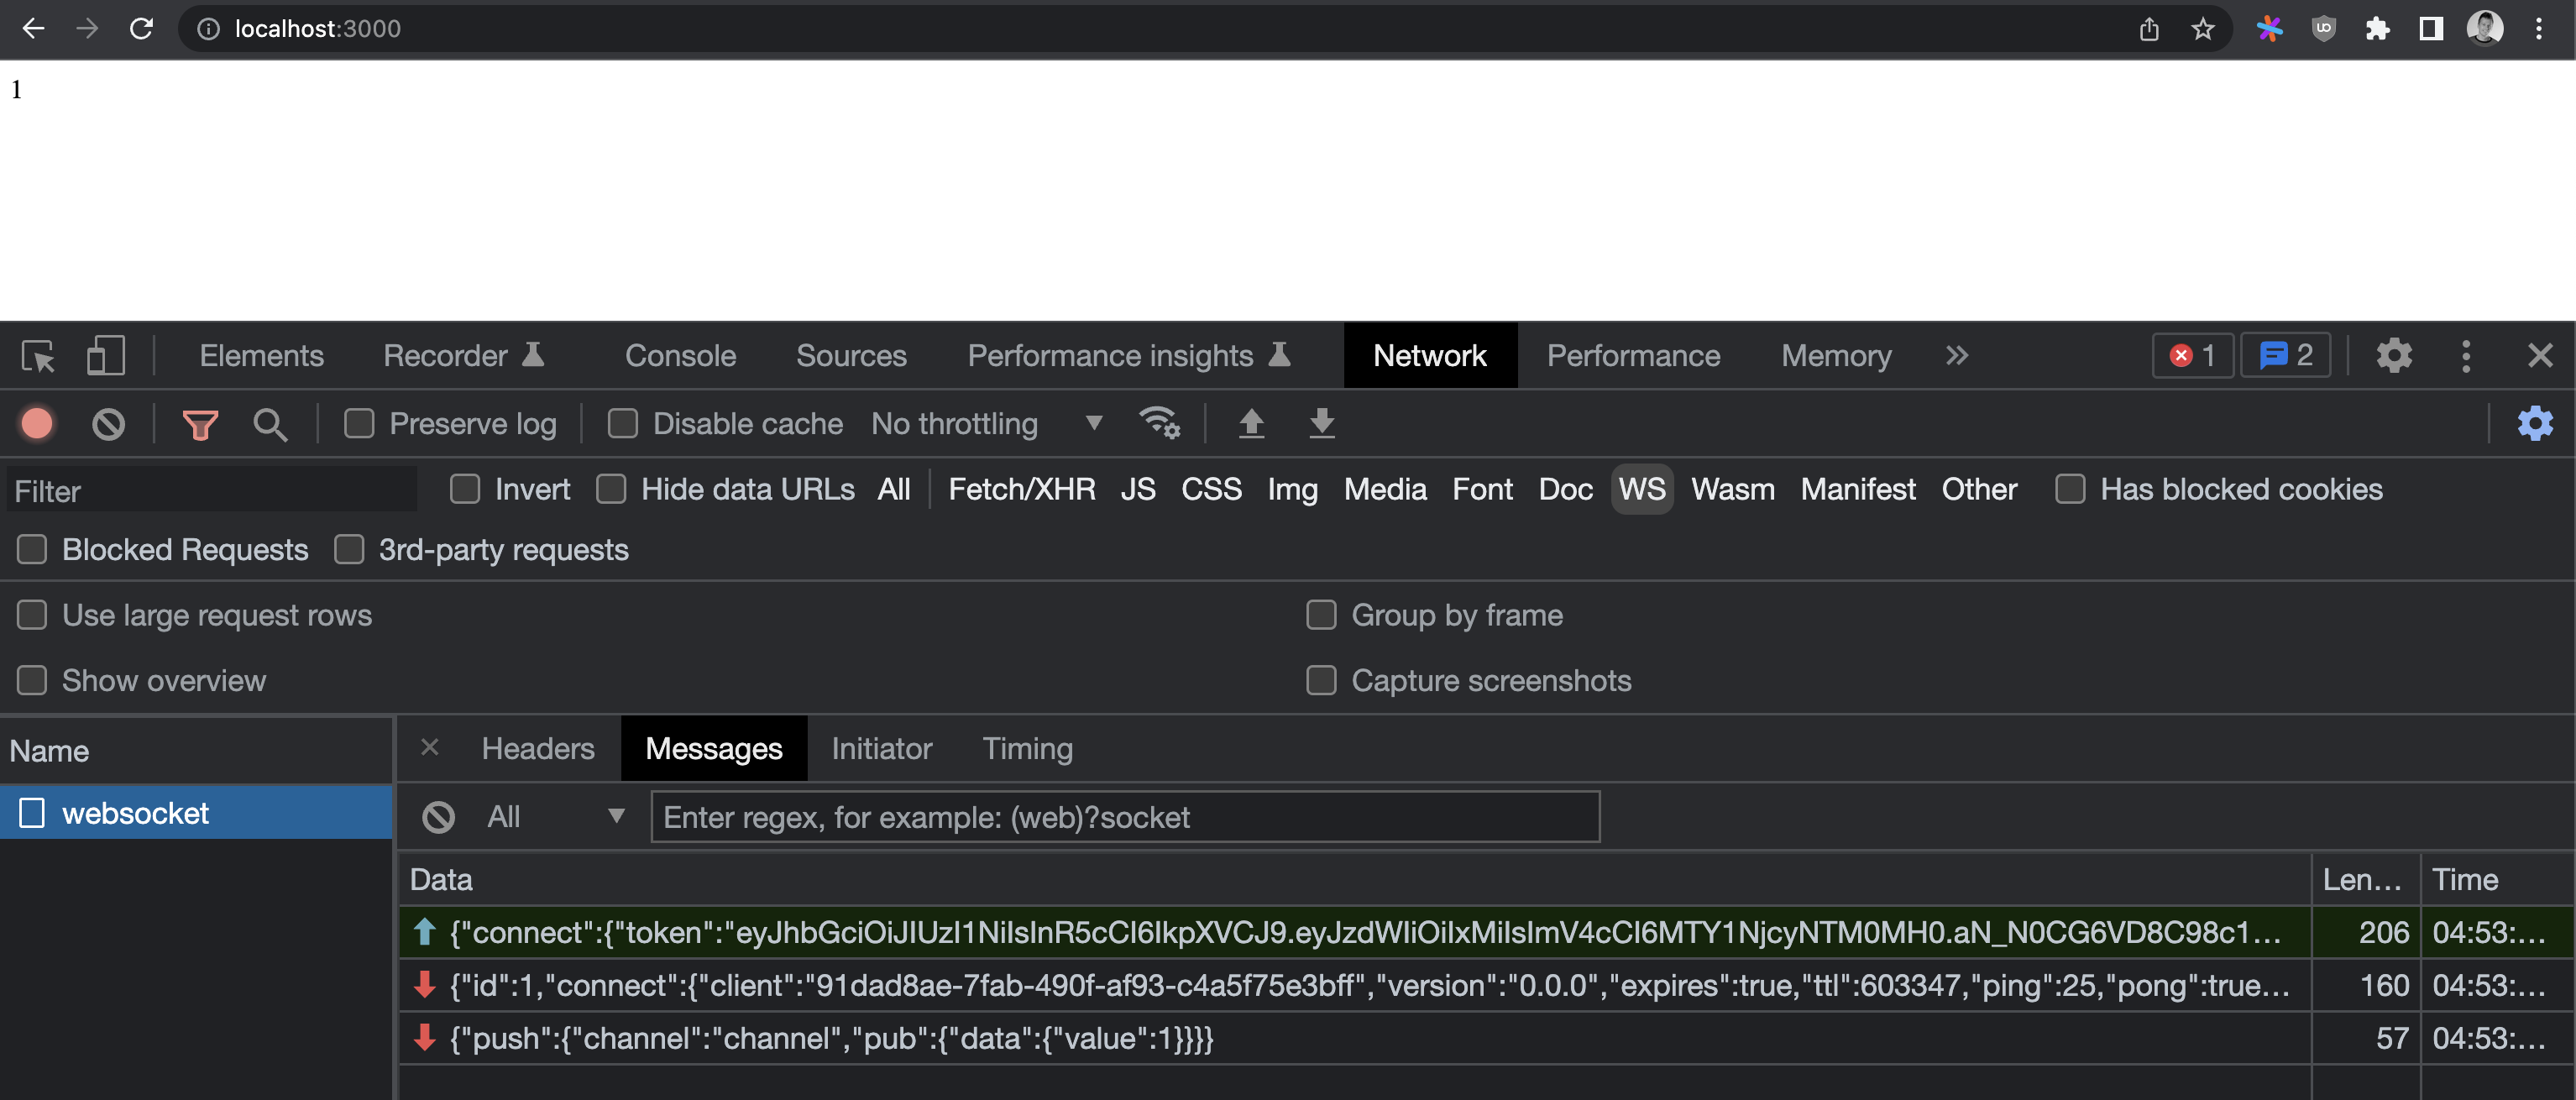 localhost:3000
1
Elements Recorder Console Sources Performance insights Network Performance Memory 1 2
Preserve log Disable cache No throttling
Filter Invert Hide data URLs All Fetch/XHR JS CSS Img Media Font Doc WS Wasm Manifest Other Has blocked cookies
Blocked Requests 3rd-party requests
Use large request rows Group by frame
Show overview Capture screenshots
Name Headers Messages Initiator Timing
websocket All Enter regex, for example: (web)?socket
Data Len... Time
{"connect":{"token":"eyJhbGciOiJIUzI1NiIsInR5cCI6IkpXVCJ9.eyJzdWIiOiIxMiIsImV4cCI6MTY1NjcyNTM0MH0.aN_N0CG6VD8C98c1... 206 04:53:...
{"id":1,"connect":{"client":"91dad8ae-7fab-490f-af93-c4a5f75e3bff","version":"0.0.0","expires":true,"ttl":603347,"ping":25,"pong":true... 160 04:53:...
{"push":{"channel":"channel","pub":{"data":{"value":1}}}} 57 04:53:...